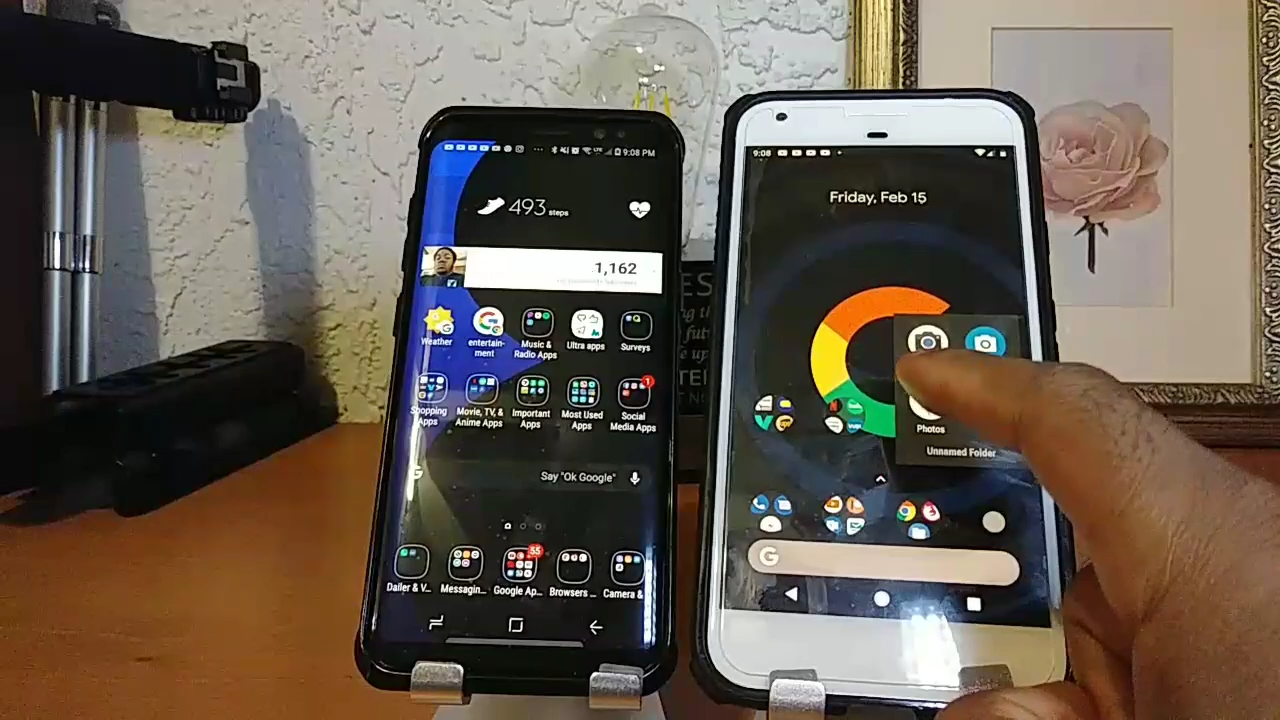 9:08 PM
493 steps
1,162
Weather
entertain-
ment
Music &
Radio Apps
Ultra apps
Surveys
Shopping
Apps
Movie, TV, &
Anime Apps
Important
Apps
Most Used
Apps
1
Social
Media Apps
G
Say "Ok Google"
55
Dailer & V...
Messagin...
Google Ap...
Browsers ...
Camera &
9:08
Friday, Feb 15
Photos
Unnamed Folder
G